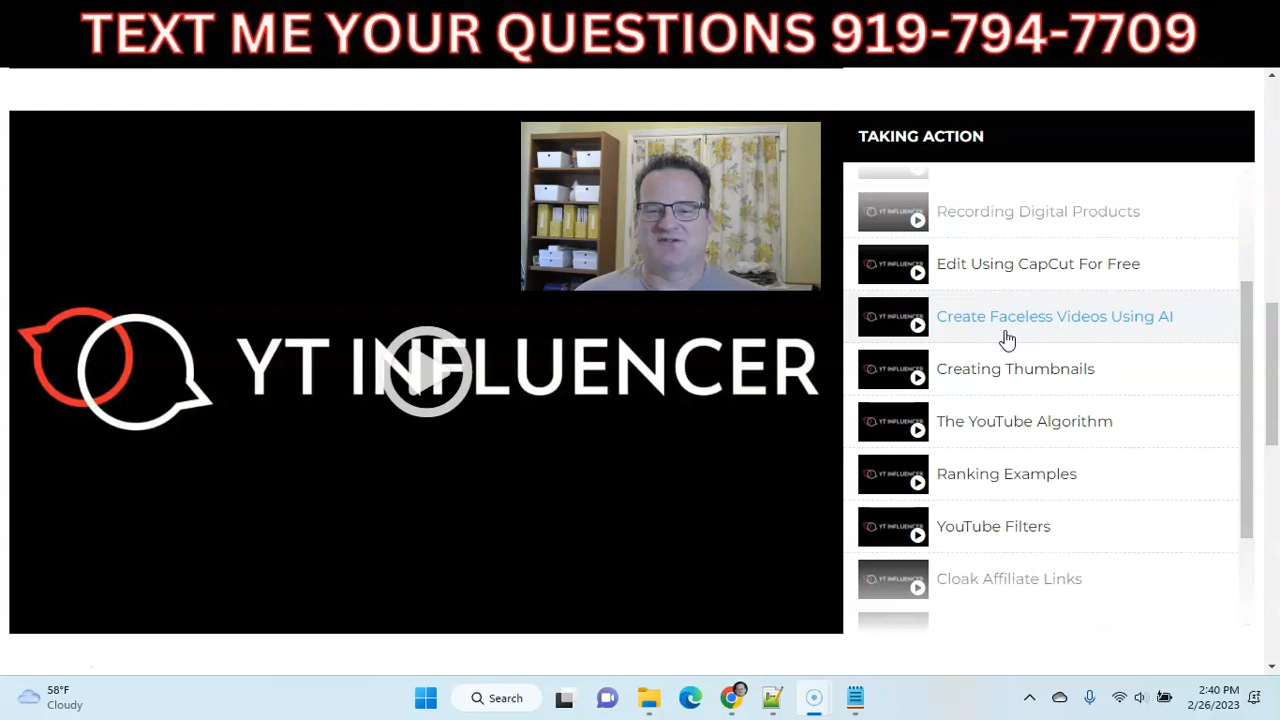 TEXT ME YOUR QUESTIONS 919-794-7709
TAKING ACTION
Recording Digital Products
Edit Using CapCut For Free
Create Faceless Videos Using AI
Creating Thumbnails
The YouTube Algorithm
Ranking Examples
YouTube Filters
Cloak Affiliate Links
YT INFLUENCER
58°F
Cloudy
Search
2:40 PM
2/26/2023